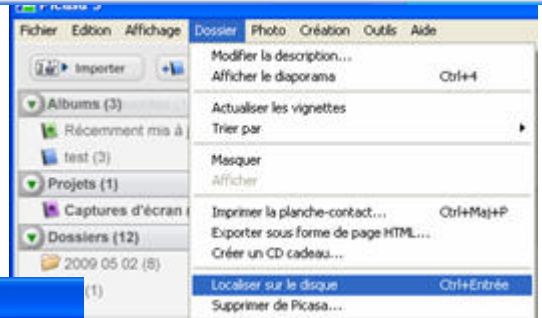 Picasa 3
Fichier Edition Affichage Dossier Photo Création Outils Aide
Importer
Modifier la description...
Afficher le diaporama Ctrl+4
Albums (3)
Actualiser les vignettes
Récemment mis à j
Trier par
test (3)
Masquer
Projets (1)
Afficher
Captures d'écran (
Imprimer la planche-contact... Ctrl+Maj+P
Dossiers (12)
Exporter sous forme de page HTML...
Créer un CD cadeau...
2009 05 02 (8)
Localiser sur le disque Ctrl+Entrée
(1)
Supprimer de Picasa...